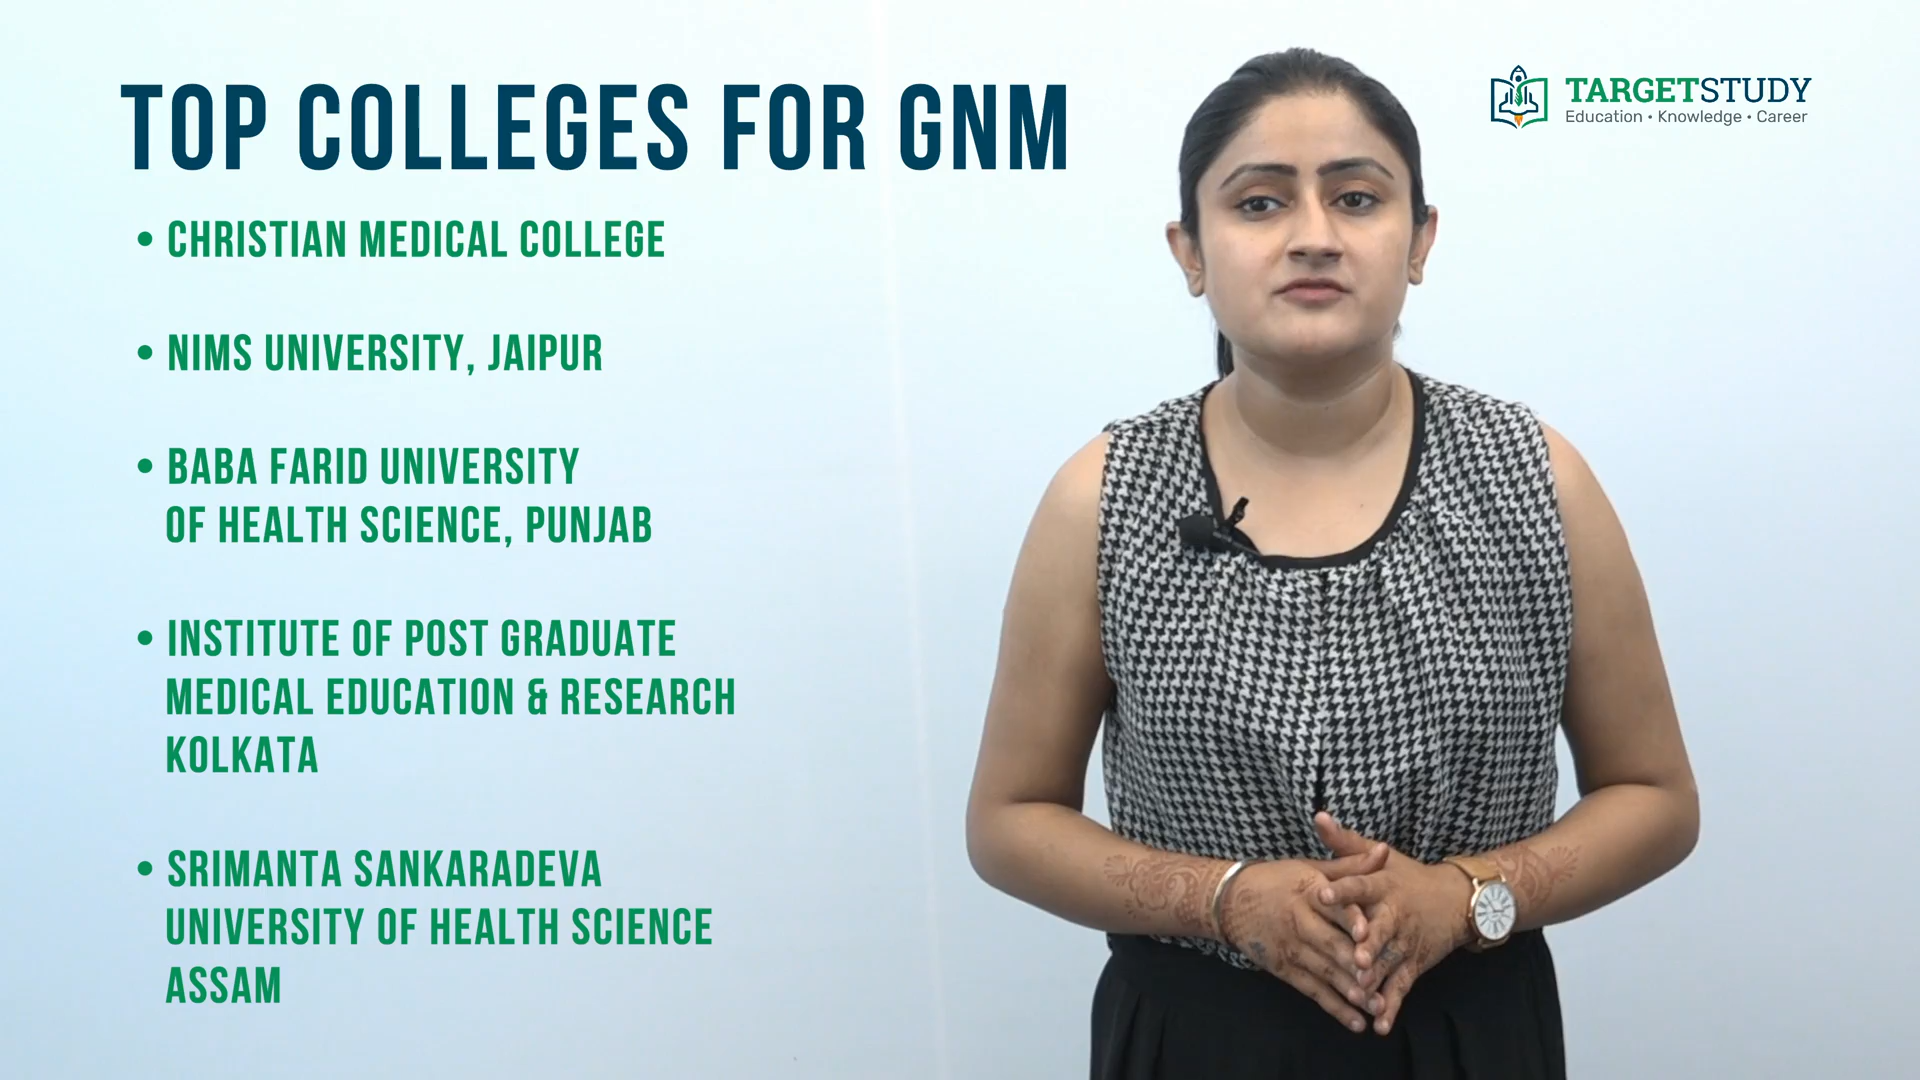 TOP COLLEGES FOR GNM
• CHRISTIAN MEDICAL COLLEGE
• NIMS UNIVERSITY, JAIPUR
• BABA FARID UNIVERSITY
OF HEALTH SCIENCE, PUNJAB
• INSTITUTE OF POST GRADUATE
MEDICAL EDUCATION & RESEARCH
KOLKATA
• SRIMANTA SANKARADEVA
UNIVERSITY OF HEALTH SCIENCE
ASSAM
TARGETSTUDY
Education • Knowledge • Career